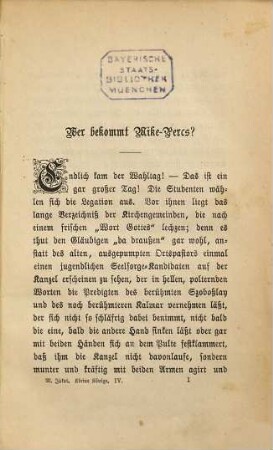 BAYERISCHE
STAATS-
BIBLIOTHEK
MUENCHEN
Wer bekommt Mike-Percs?
Endlich kam der Wahltag! — Das ist ein
gar großer Tag! Die Studenten wäh-
len sich die Legation aus. Vor ihnen liegt das
lange Verzeichniß der Kirchengemeinden, die nach
einem frischen „Wort Gottes“ lechzen; denn es
es thut den Gläubigen „da draußen“ gar wohl, an-
statt des alten, ausgepumpten Ortspastors einmal
einen jugendlichen Seelsorge-Kandidaten auf der
Kanzel erscheinen zu sehen, der in hellen, polternden
Worten die Predigten des berühmten Szoboßlay
und des noch berühmteren Kalmar vernehmen läßt,
der sich nicht so schläfrig dabei benimmt, nicht bald
die eine, bald die andere Hand sinken läßt oder gar
mit beiden Händen sich an dem Pulte festklammert,
daß ihm die Kanzel nicht davonlaufe, sondern
munter und kräftig mit beiden Armen agirt und
M. Jókai, Kleine Könige, IV. 1